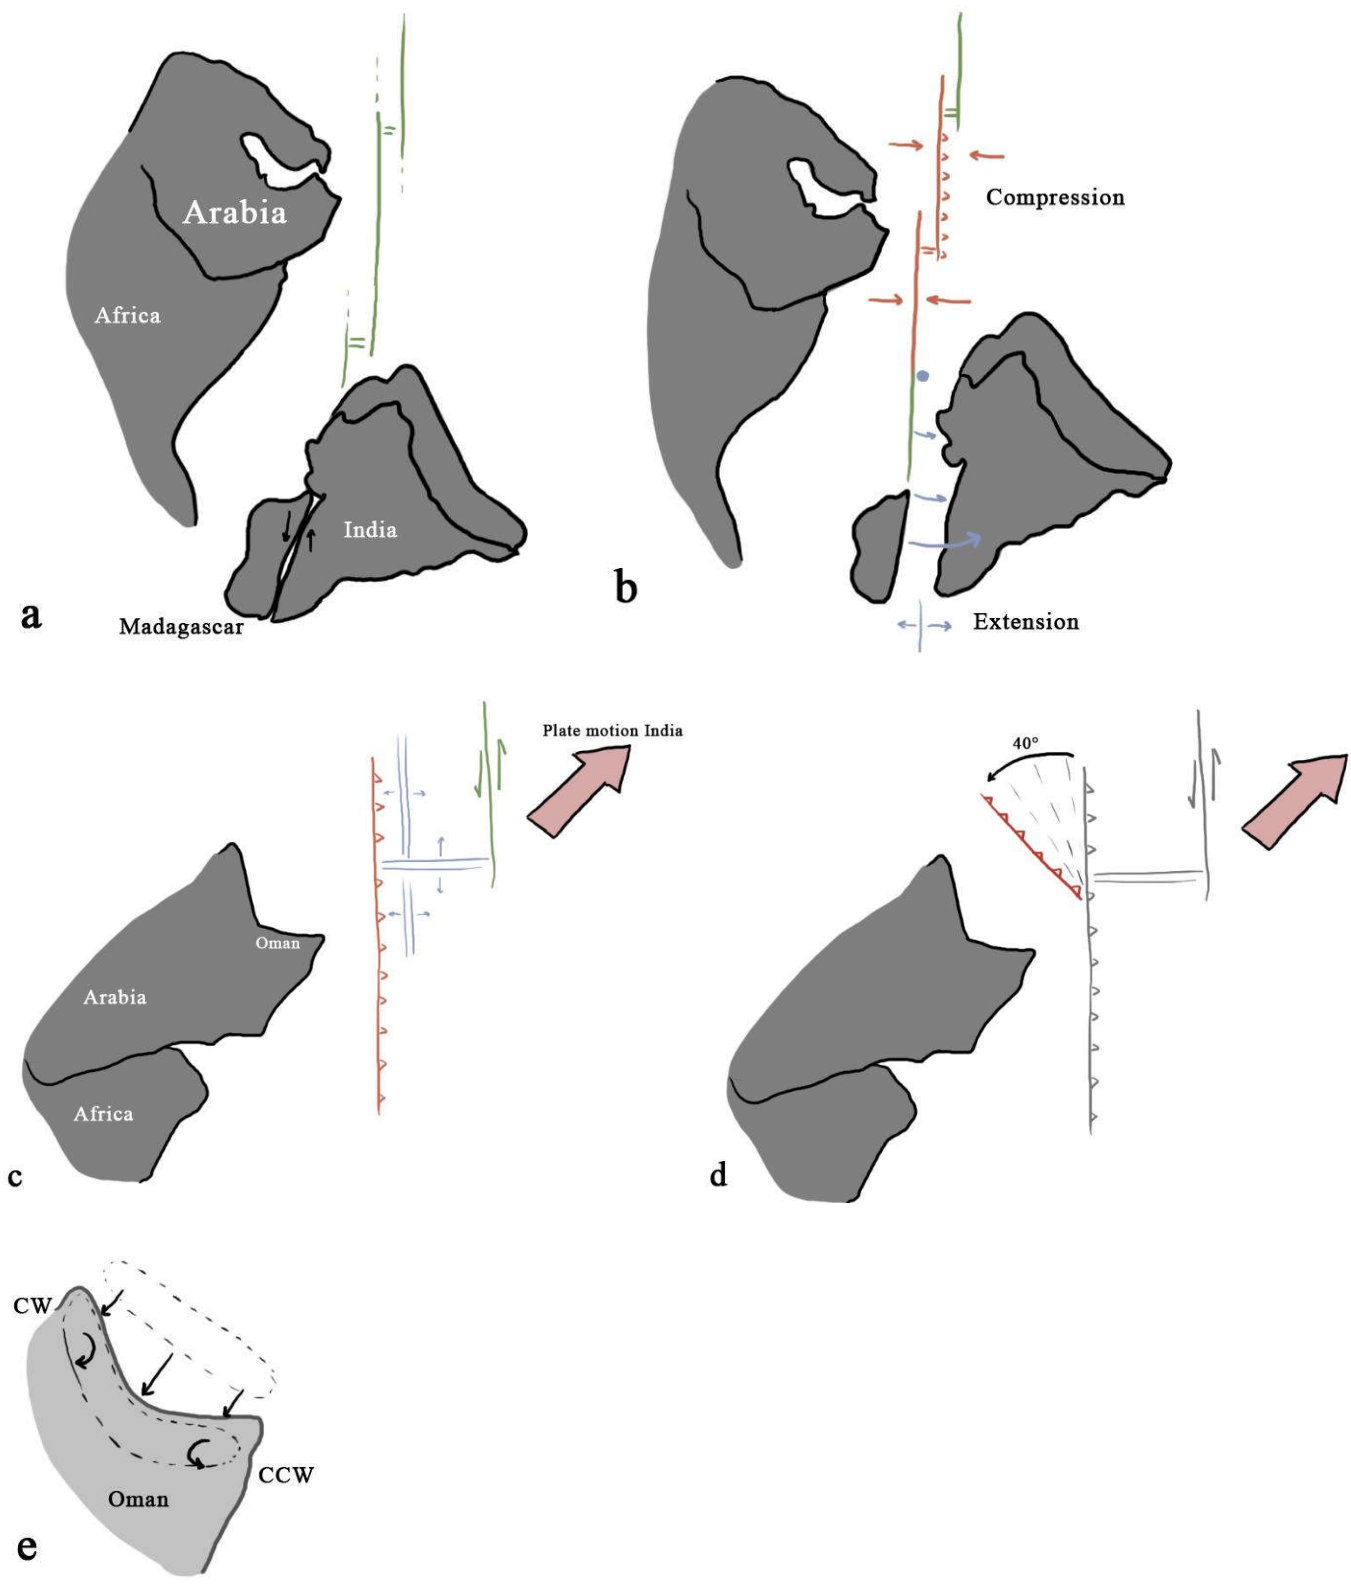 Arabia
Africa
India
Madagascar
a
Compression
Extension
b
Plate motion India
Oman
Arabia
Africa
c
40°
d
CW
CCW
Oman
e